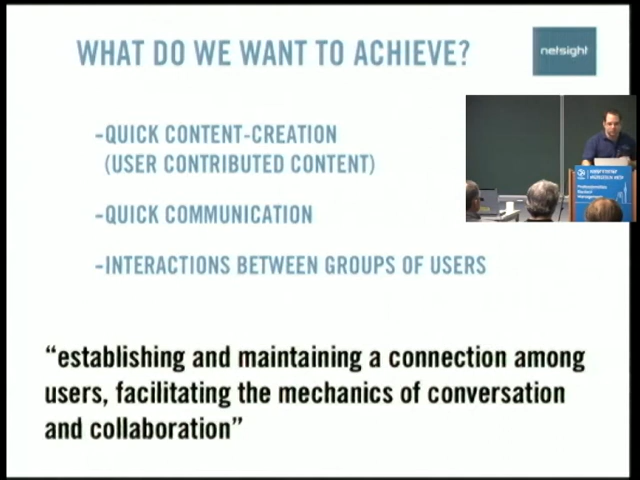 WHAT DO WE WANT TO ACHIEVE?
netsight
-QUICK CONTENT-CREATION
(USER CONTRIBUTED CONTENT)
-QUICK COMMUNICATION
-INTERACTIONS BETWEEN GROUPS OF USERS
“establishing and maintaining a connection among
users, facilitating the mechanics of conversation
and collaboration”